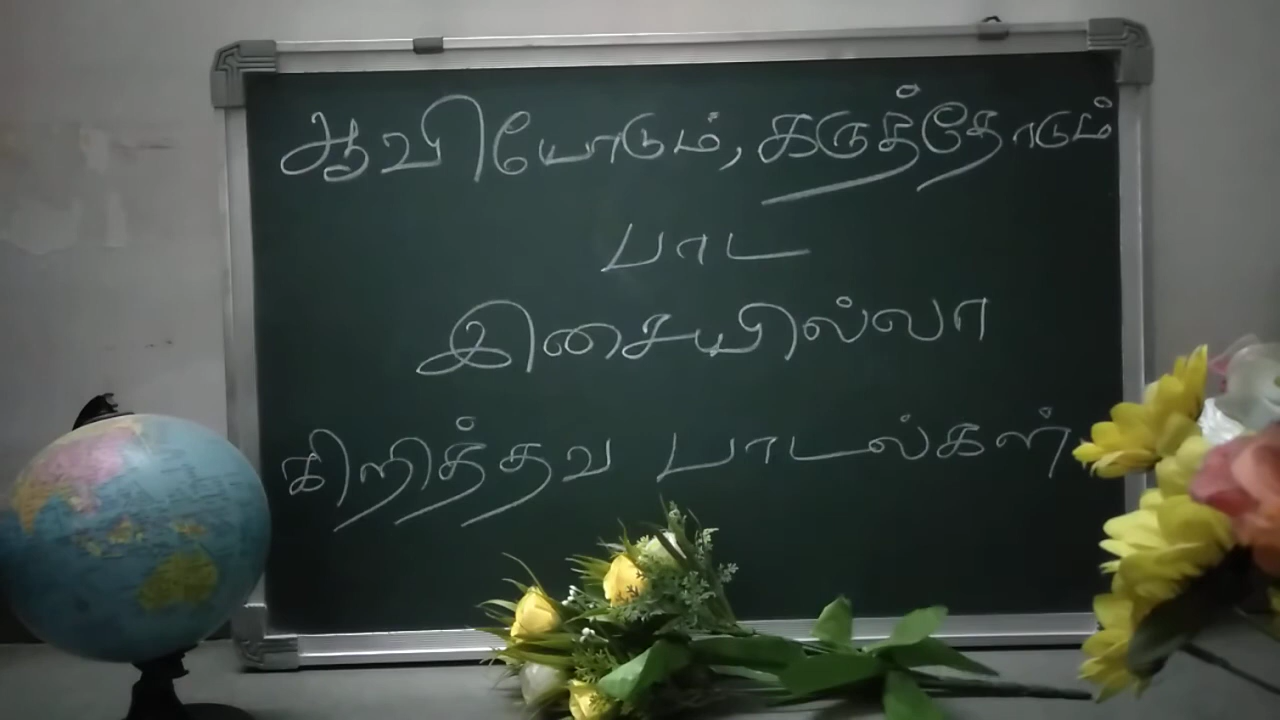 ஆவியோடும், கருத்தோடும்
பாட
இசையில்லா
கிறித்தவ பாடல்கள்